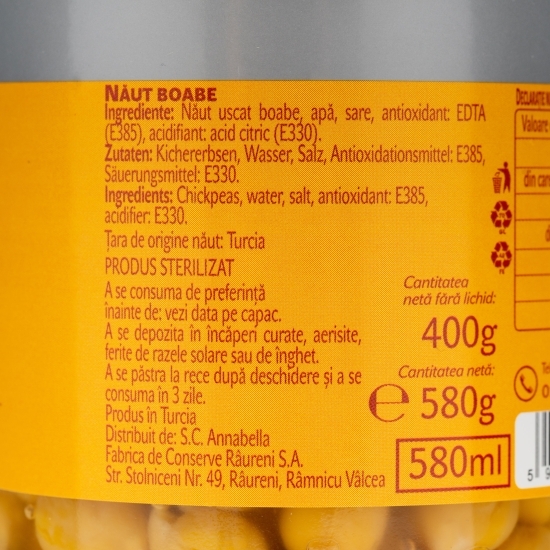 NĂUT BOABE
Ingrediente: Năut uscat boabe, apă, sare, antioxidant: EDTA
(E385), acidifiant: acid citric (E330).
Zutaten: Kichererbsen, Wasser, Salz, Antioxidationsmittel: E385,
Säuerungsmittel: E330.
Ingredients: Chickpeas, water, salt, antioxidant: E385,
acidifier: E330.
Țara de origine năut: Turcia
PRODUS STERILIZAT
A se consuma de preferință
înainte de: vezi data pe capac.
A se depozita în încăperi curate, aerisite,
ferite de razele solare sau de îngheț.
A se păstra la rece după deschidere și a se
consuma în 3 zile.
Produs în Turcia
Distribuit de: S.C. Annabella
Fabrica de Conserve Râureni S.A.
Str. Stolniceni Nr. 49, Râureni, Râmnicu Vâlcea
Cantitatea
netă fără lichid:
400g
Cantitatea netă:
℮ 580g
580ml
DECLARAȚIE
Valoare
din care